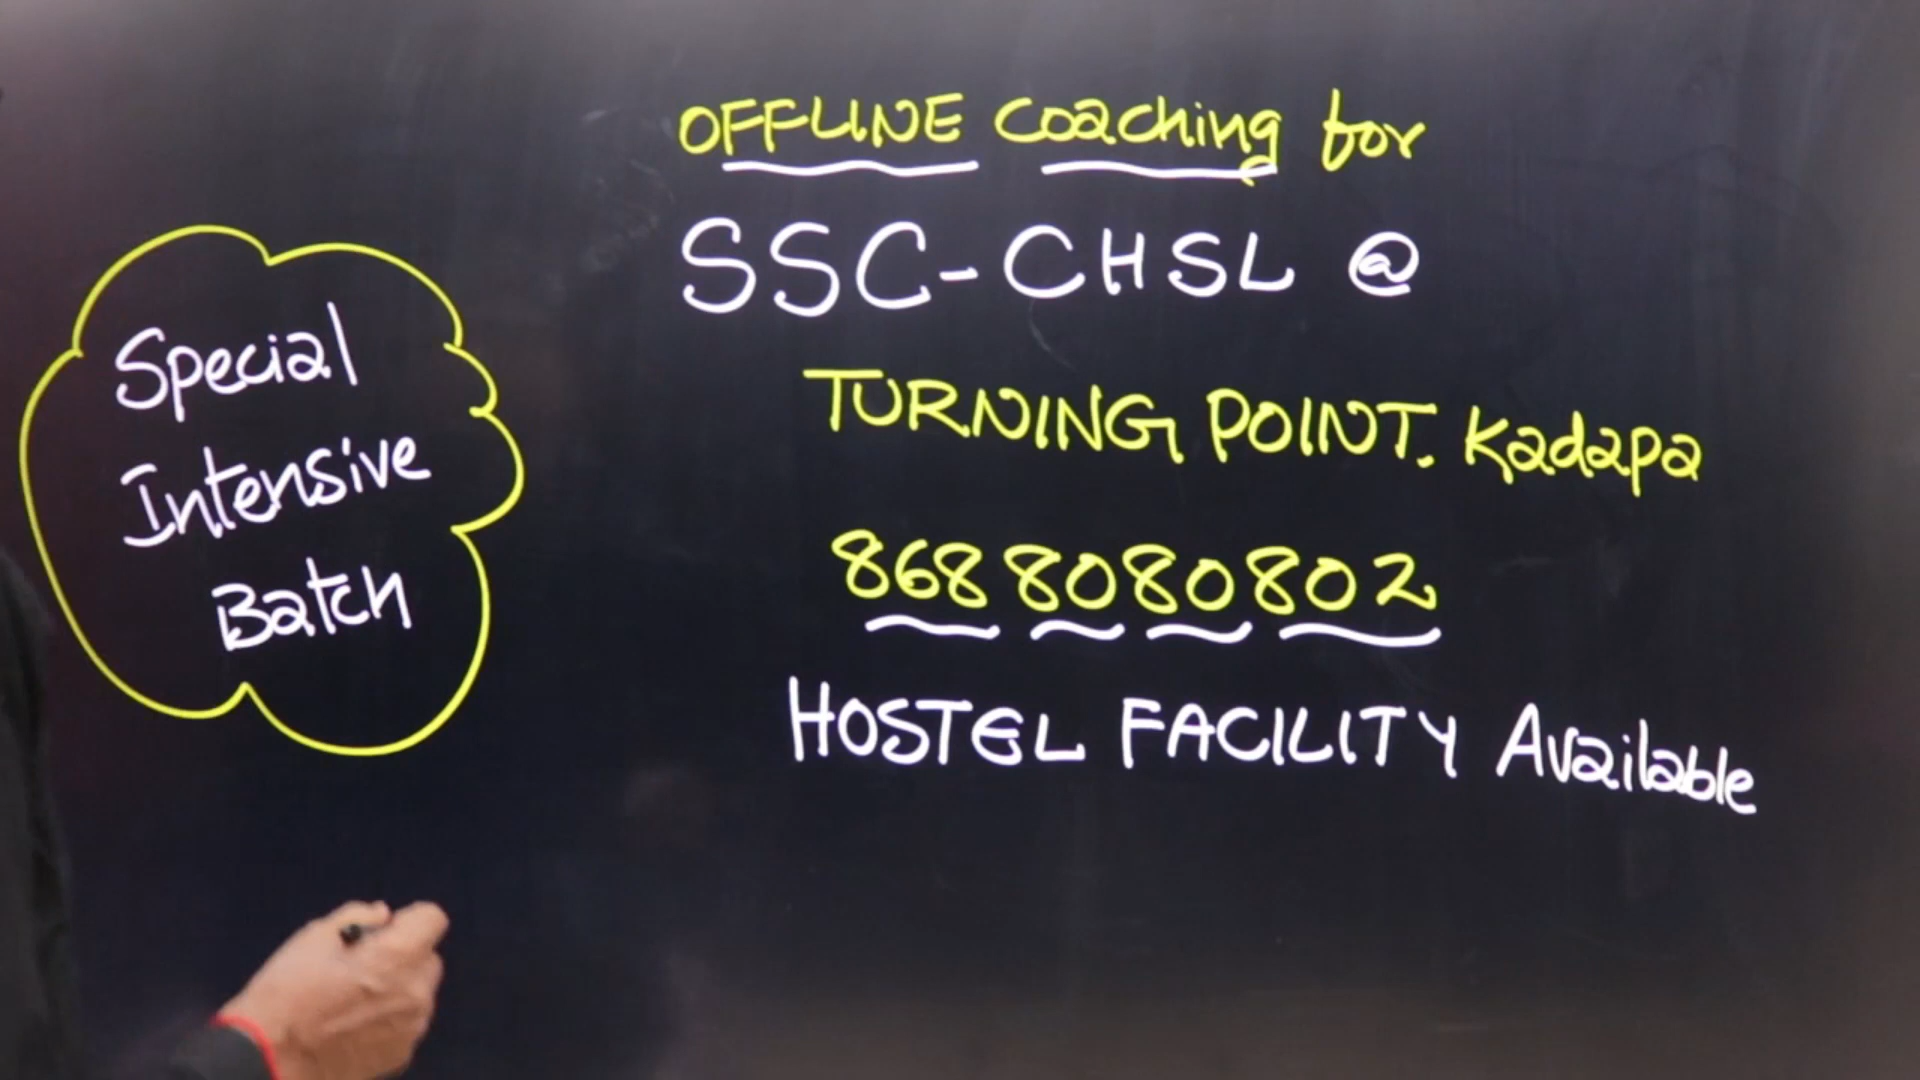 OFFLINE Coaching for
SSC-CHSL @
TURNING POINT. Kadapa
8688080802
HOSTEL FACILITY Available
Special
Intensive
Batch